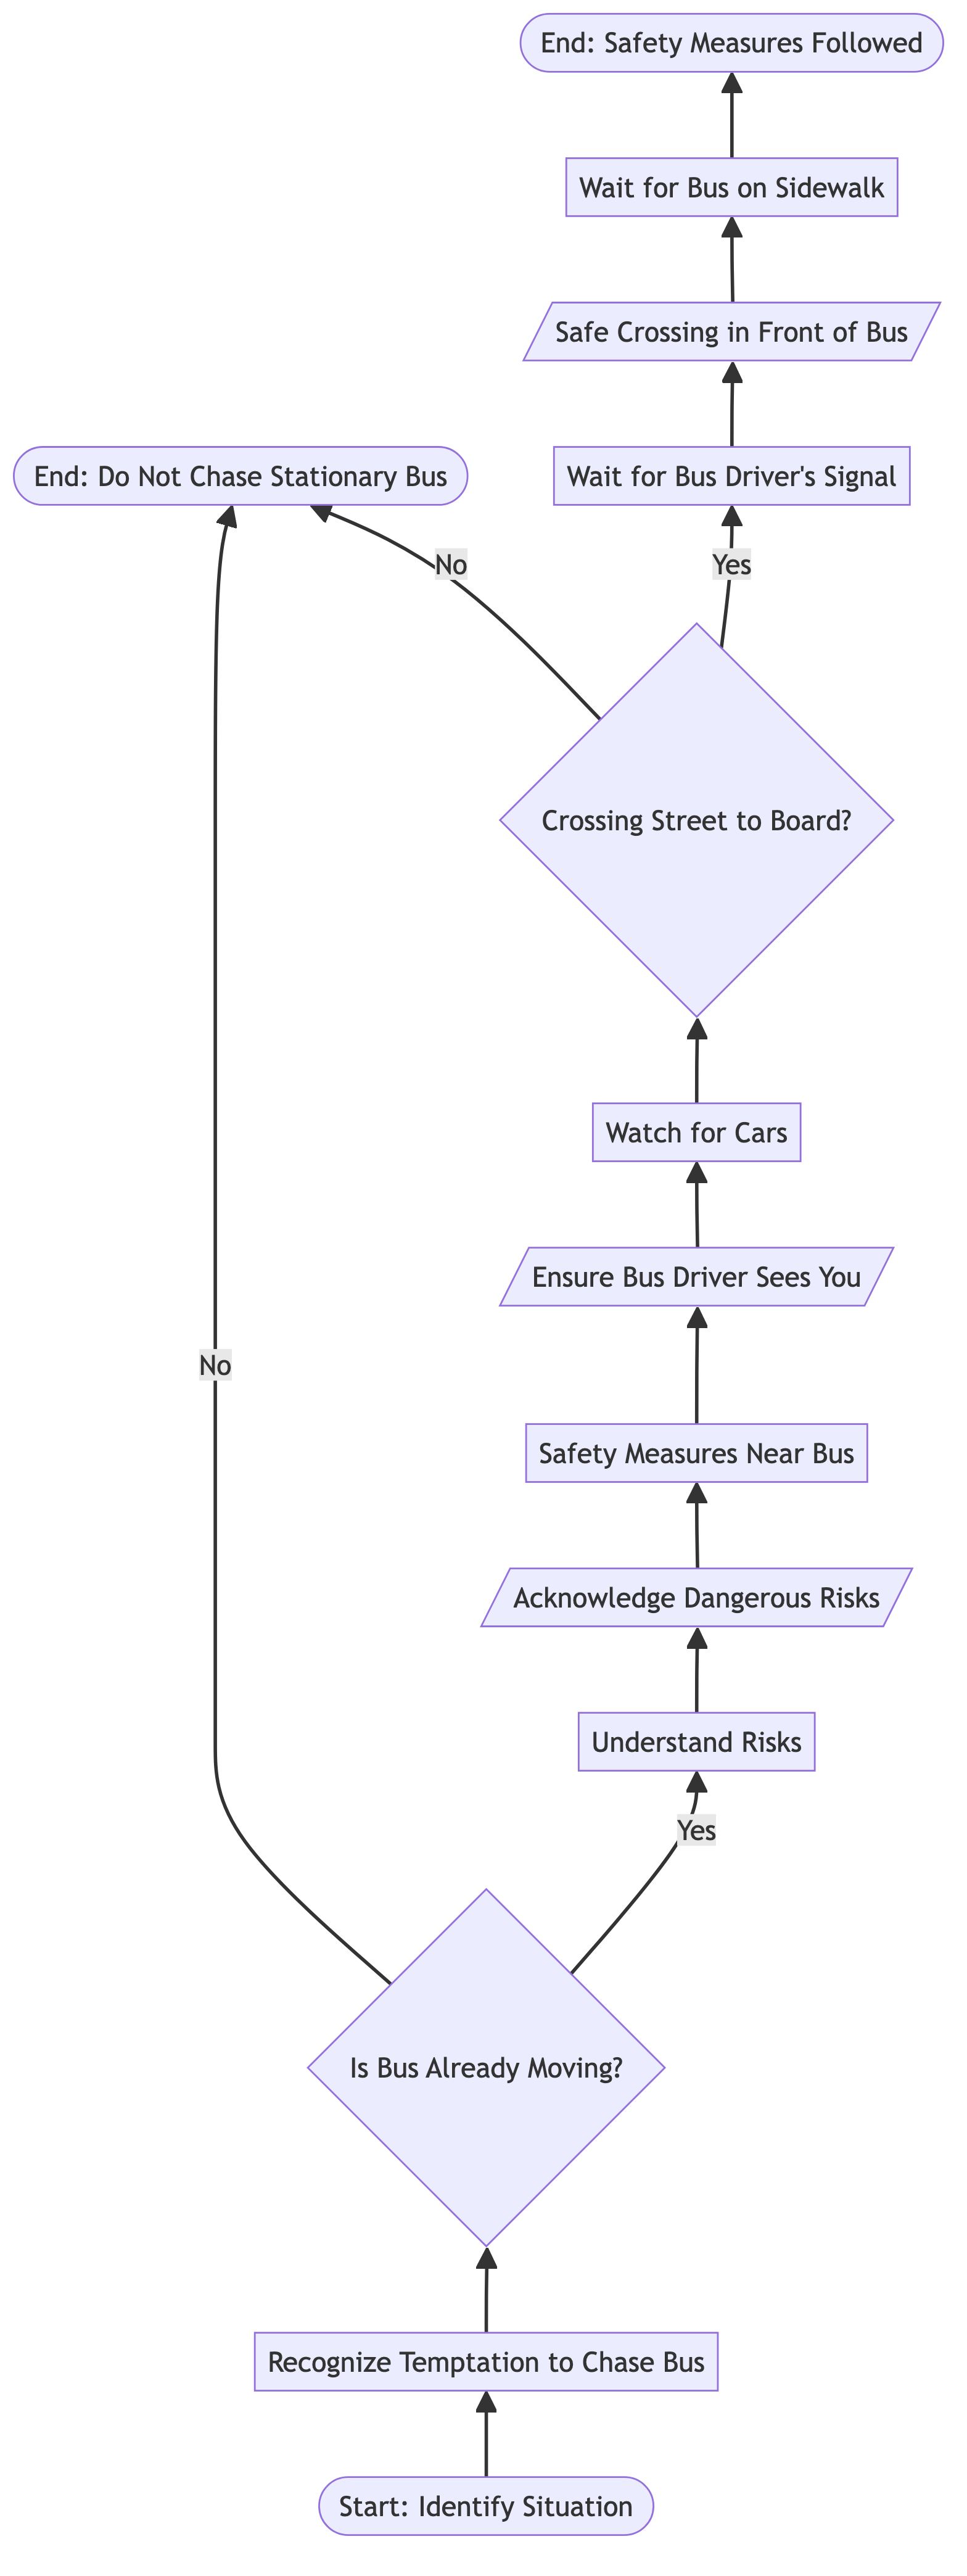 End: Safety Measures Followed
Wait for Bus on Sidewalk
Safe Crossing in Front of Bus
End: Do Not Chase Stationary Bus
Wait for Bus Driver's Signal
No
Yes
Crossing Street to Board?
Watch for Cars
Ensure Bus Driver Sees You
No
Safety Measures Near Bus
Acknowledge Dangerous Risks
Understand Risks
Yes
Is Bus Already Moving?
Recognize Temptation to Chase Bus
Start: Identify Situation